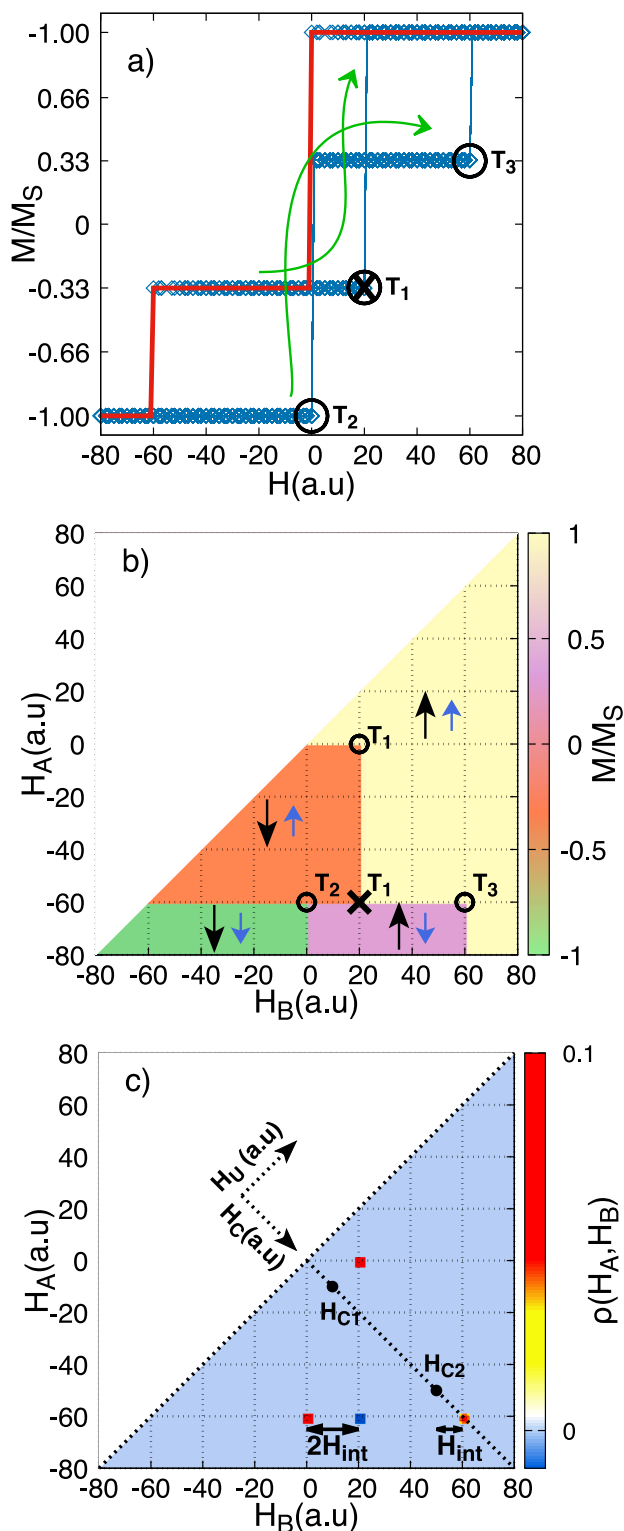 a)
M/M_S
-1.00
0.66
0.33
0
-0.33
-0.66
-1.00
T_3
T_1
T_2
-80 -60 -40 -20 0 20 40 60 80
H(a.u)
b)
H_A(a.u)
80
60
40
20
0
-20
-40
-60
-80
T_1
T_2 T_1 T_3
-80 -60 -40 -20 0 20 40 60 80
H_B(a.u)
1
0.5
0
-0.5
-1
M/M_S
c)
H_A(a.u)
80
60
40
20
0
-20
-40
-60
-80
H_U(a.u)
H_C(a.u)
H_C1
H_C2
2H_int
H_int
-80 -60 -40 -20 0 20 40 60 80
H_B(a.u)
0.1
0
ρ(H_A,H_B)